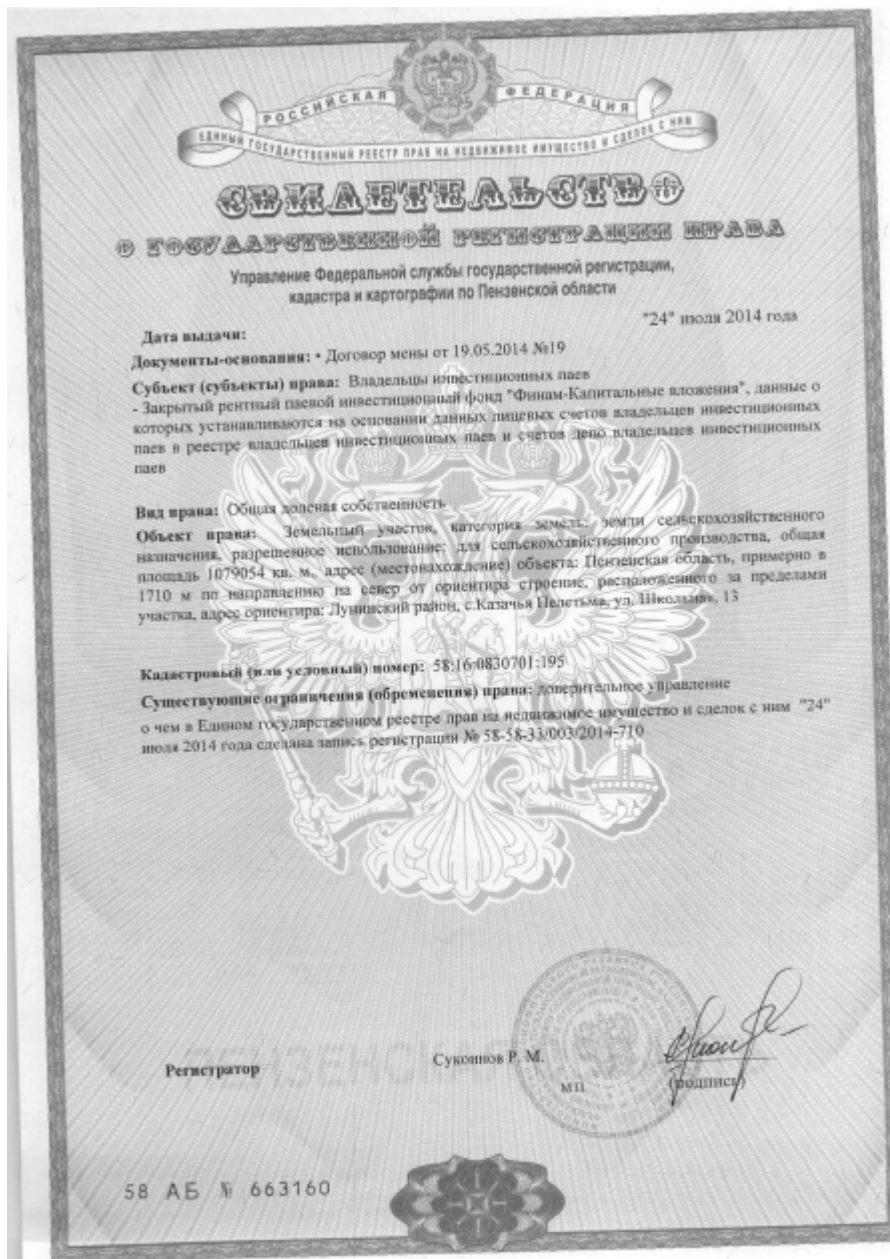 РОССИЙСКАЯ ФЕДЕРАЦИЯ
ЕДИНЫЙ ГОСУДАРСТВЕННЫЙ РЕЕСТР ПРАВ НА НЕДВИЖИМОЕ ИМУЩЕСТВО И СДЕЛОК С НИМ
СВИДЕТЕЛЬСТВО
О ГОСУДАРСТВЕННОЙ РЕГИСТРАЦИИ ПРАВА
Управление Федеральной службы государственной регистрации,
кадастра и картографии по Пензенской области
"24" июля 2014 года
Дата выдачи:
Документы-основания: • Договор мены от 19.05.2014 №19
Субъект (субъекты) права: Владельцы инвестиционных паев
- Закрытый рентный паевой инвестиционный фонд "Финам-Капитальные вложения", данные о
которых устанавливаются на основании данных лицевых счетов владельцев инвестиционных
паев в реестре владельцев инвестиционных паев и счетов депо владельцев инвестиционных
паев
Вид права: Общая долевая собственность
Объект права: Земельный участок, категория земель: земли сельскохозяйственного
назначения, разрешенное использование: для сельскохозяйственного производства, общая
площадь 1079054 кв. м., адрес (местонахождение) объекта: Пензенская область, примерно в
1710 м по направлению на север от ориентира строение, расположенного за пределами
участка, адрес ориентира: Лунинский район, с.Казачья Пелетьма, ул. Школьная, 13
Кадастровый (или условный) номер: 58:16:0830701:195
Существующие ограничения (обременения) права: доверительное управление
о чем в Едином государственном реестре прав на недвижимое имущество и сделок с ним "24"
июля 2014 года сделана запись регистрации № 58-58-33/003/2014-710
ПЕНЗЕНСКАЯ
Регистратор
Суконнов Р. М.
М П
(подпись)
58 АБ № 663160